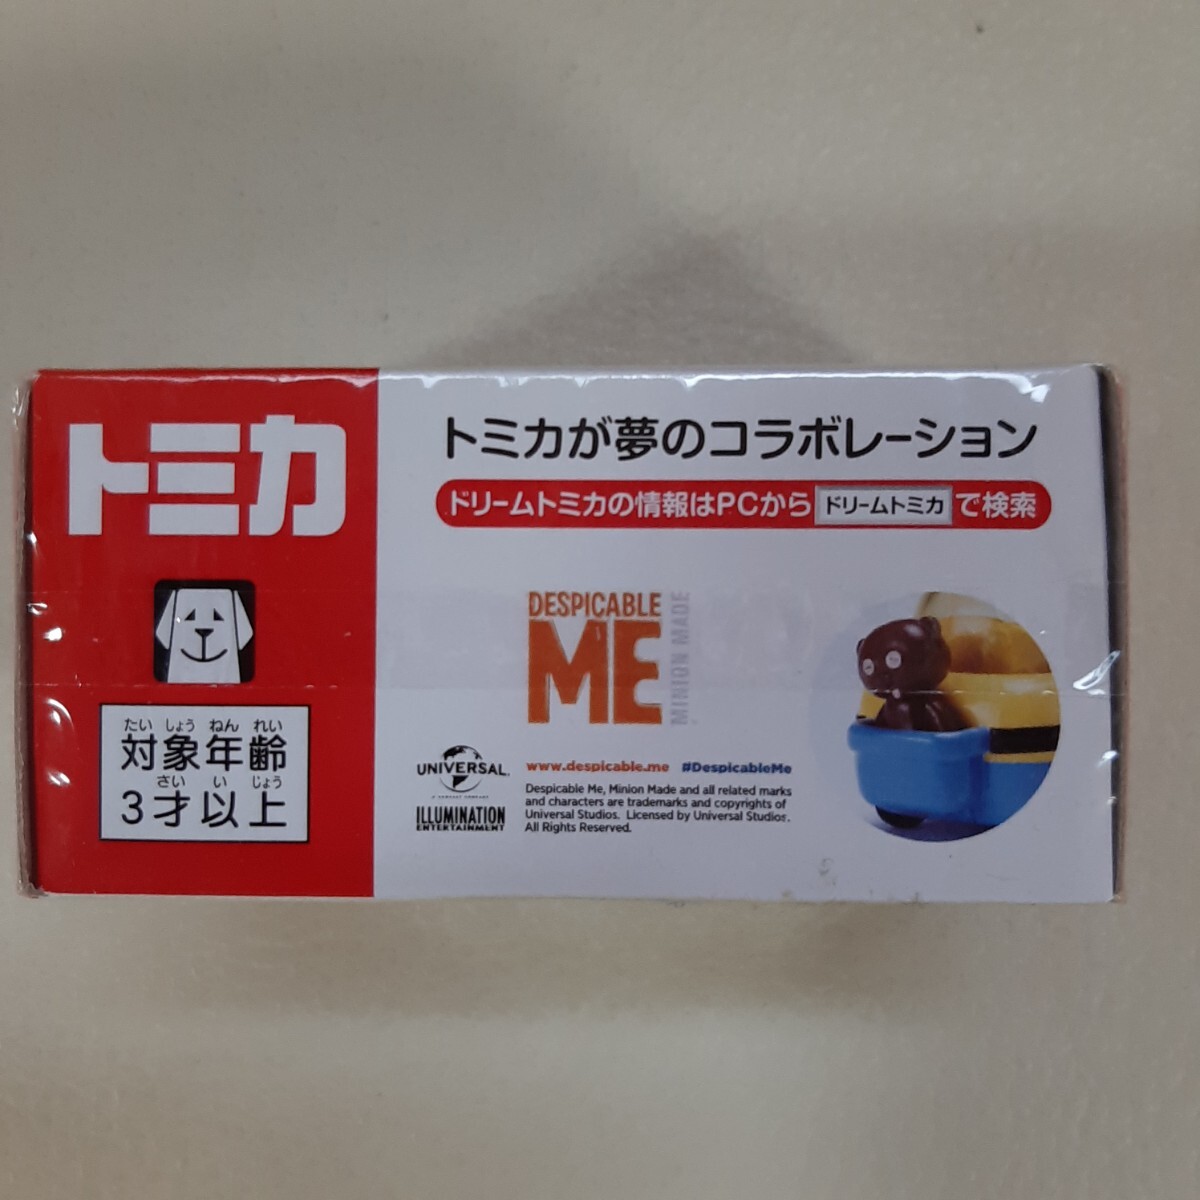 トミカ
たいしょうねんれい
対象年齢
さいいじょう
3才以上
トミカが夢のコラボレーション
ドリームトミカの情報はPCから ドリームトミカ で検索
DESPICABLE
ME
MINION MADE
UNIVERSAL
ILLUMINATION
ENTERTAINMENT
www.despicable.me #DespicableMe
Despicable Me, Minion Made and all related marks
and characters are trademarks and copyrights of
Universal Studios. Licensed by Universal Studios.
All Rights Reserved.